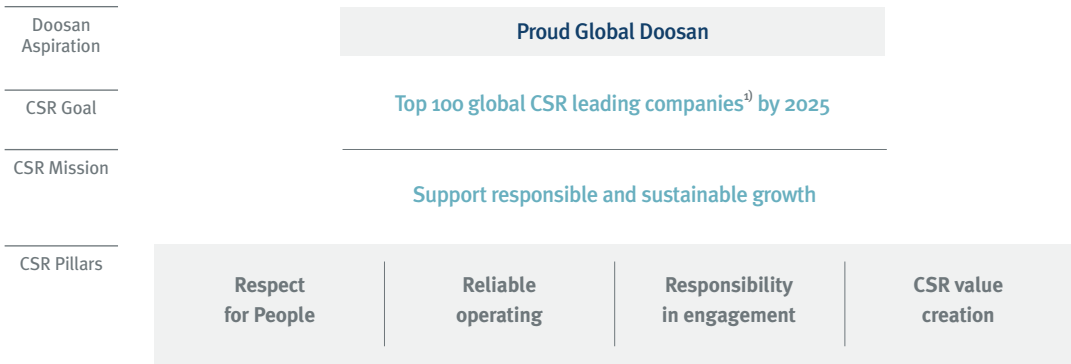 Doosan
Aspiration
Proud Global Doosan
CSR Goal
Top 100 global CSR leading companies1) by 2025
CSR Mission
Support responsible and sustainable growth
CSR Pillars
Respect
for People
Reliable
operating
Responsibility
in engagement
CSR value
creation